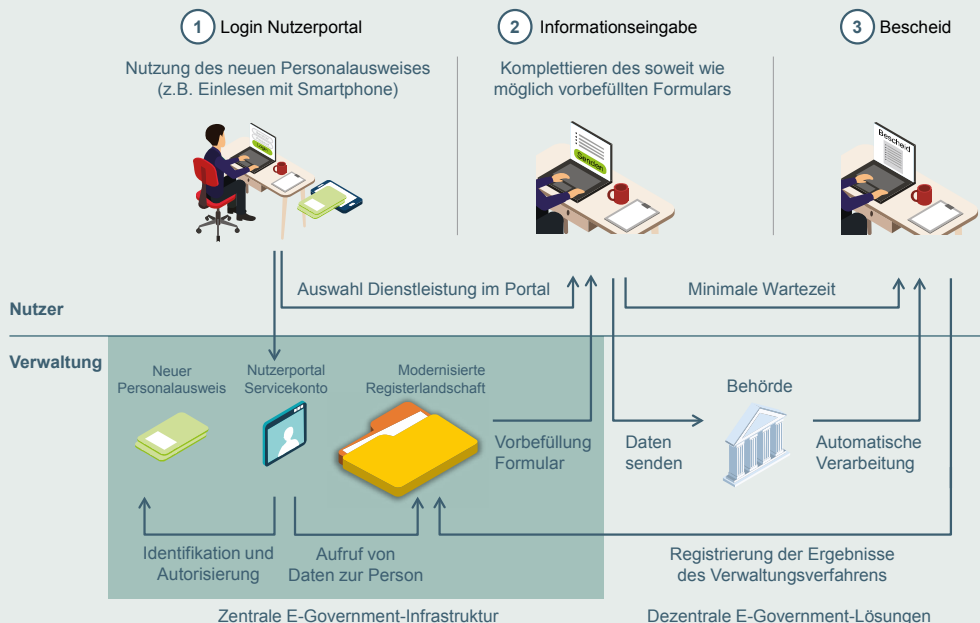 1 Login Nutzerportal
Nutzung des neuen Personalausweises
(z.B. Einlesen mit Smartphone)
Login
2 Informationseingabe
Komplettieren des soweit wie
möglich vorbefüllten Formulars
Senden
3 Bescheid
Bescheid
Auswahl Dienstleistung im Portal
Minimale Wartezeit
Nutzer
Verwaltung
Neuer
Personalausweis
Nutzerportal
Servicekonto
Modernisierte
Registerlandschaft
Vorbefüllung
Formular
Daten
senden
Behörde
Automatische
Verarbeitung
Identifikation und
Autorisierung
Aufruf von
Daten zur Person
Registrierung der Ergebnisse
des Verwaltungsverfahrens
Zentrale E-Government-Infrastruktur
Dezentrale E-Government-Lösungen